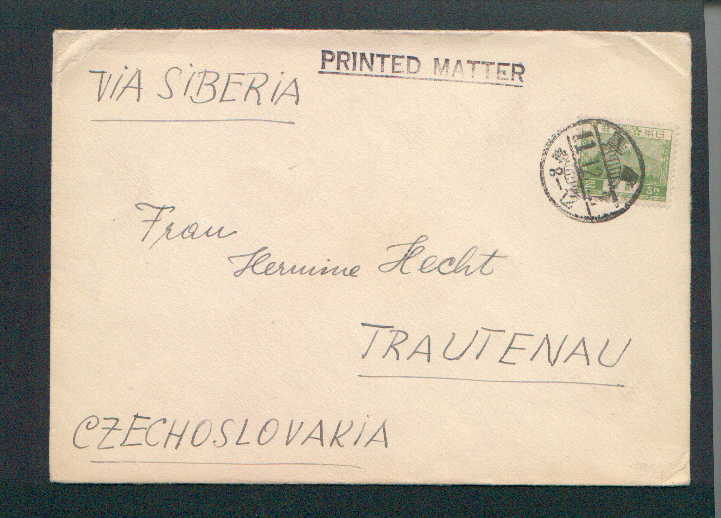 PRINTED MATTER
VIA SIBERIA
Frau
Hermine Hecht
TRAUTENAU
CZECHOSLOVAKIA